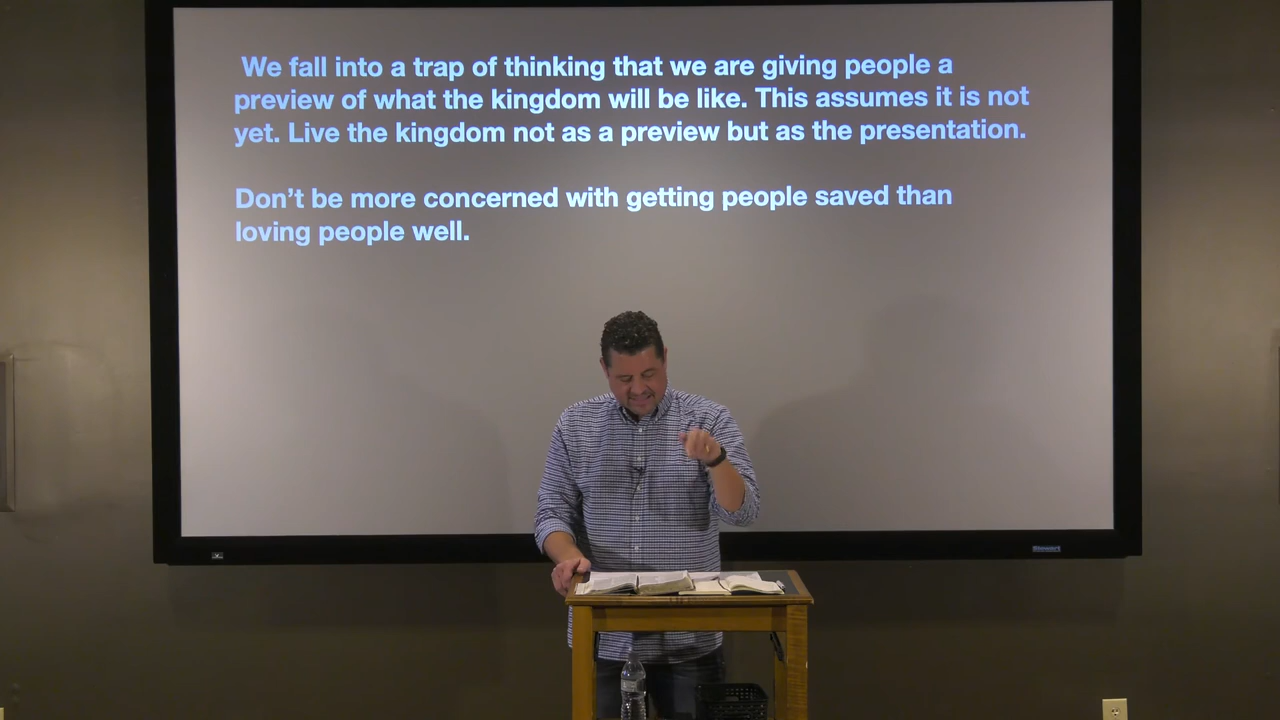 We fall into a trap of thinking that we are giving people a
preview of what the kingdom will be like. This assumes it is not
yet. Live the kingdom not as a preview but as the presentation.
Don’t be more concerned with getting people saved than
loving people well.
Stewart